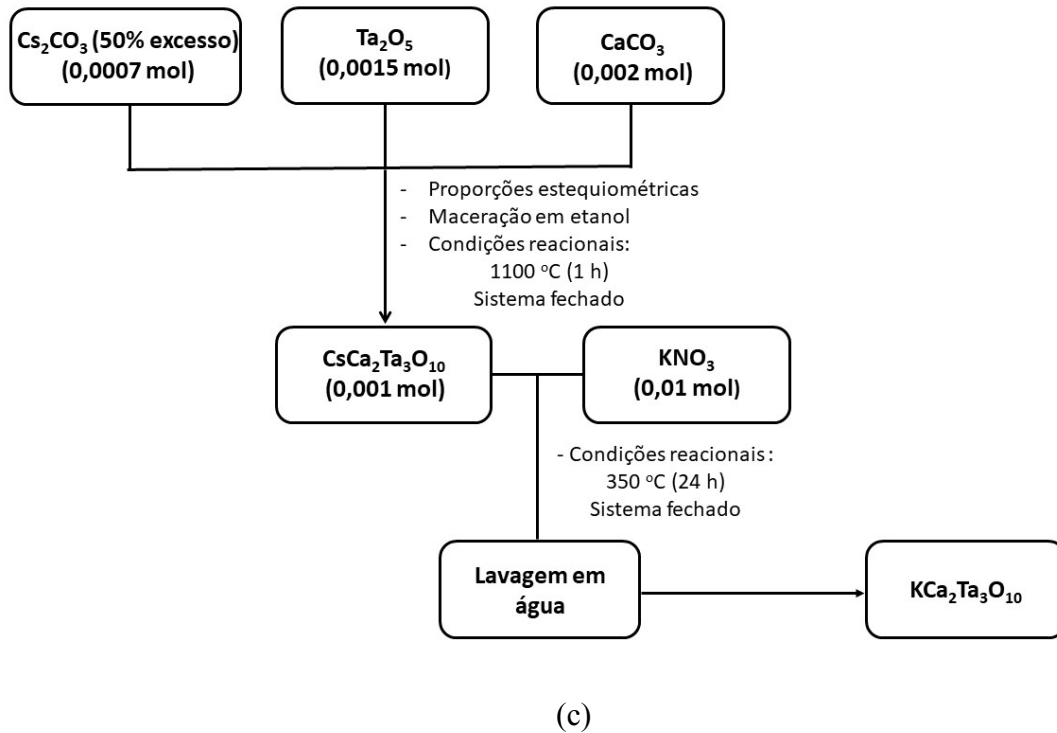 Cs₂CO₃ (50% excesso)
(0,0007 mol)
Ta₂O₅
(0,0015 mol)
CaCO₃
(0,002 mol)
- Proporções estequiométricas
- Maceração em etanol
- Condições reacionais:
1100 °C (1 h)
Sistema fechado
CsCa₂Ta₃O₁₀
(0,001 mol)
KNO₃
(0,01 mol)
- Condições reacionais :
350 °C (24 h)
Sistema fechado
Lavagem em
água
KCa₂Ta₃O₁₀
(c)